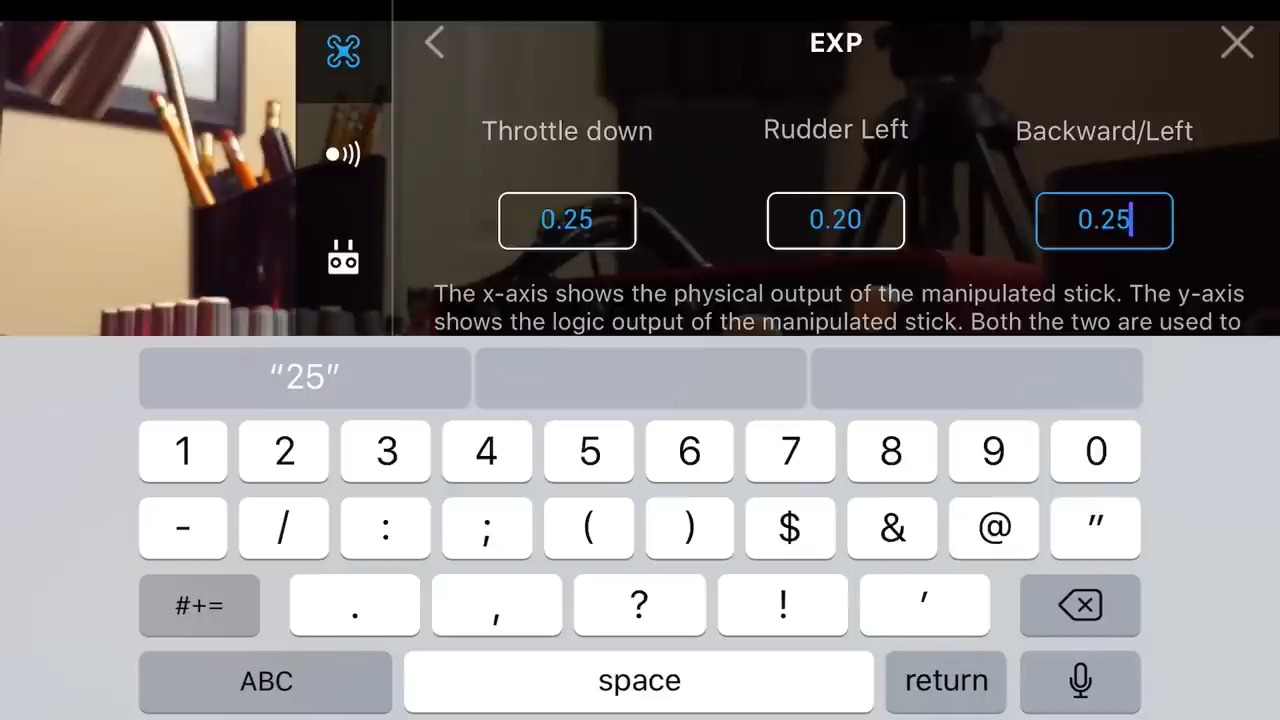 EXP
Throttle down
Rudder Left
Backward/Left
0.25
0.20
0.25
The x-axis shows the physical output of the manipulated stick. The y-axis
shows the logic output of the manipulated stick. Both the two are used to
“25”
1 2 3 4 5 6 7 8 9 0
- / : ; ( ) $ & @ "
#+= . , ? ! '
ABC space return